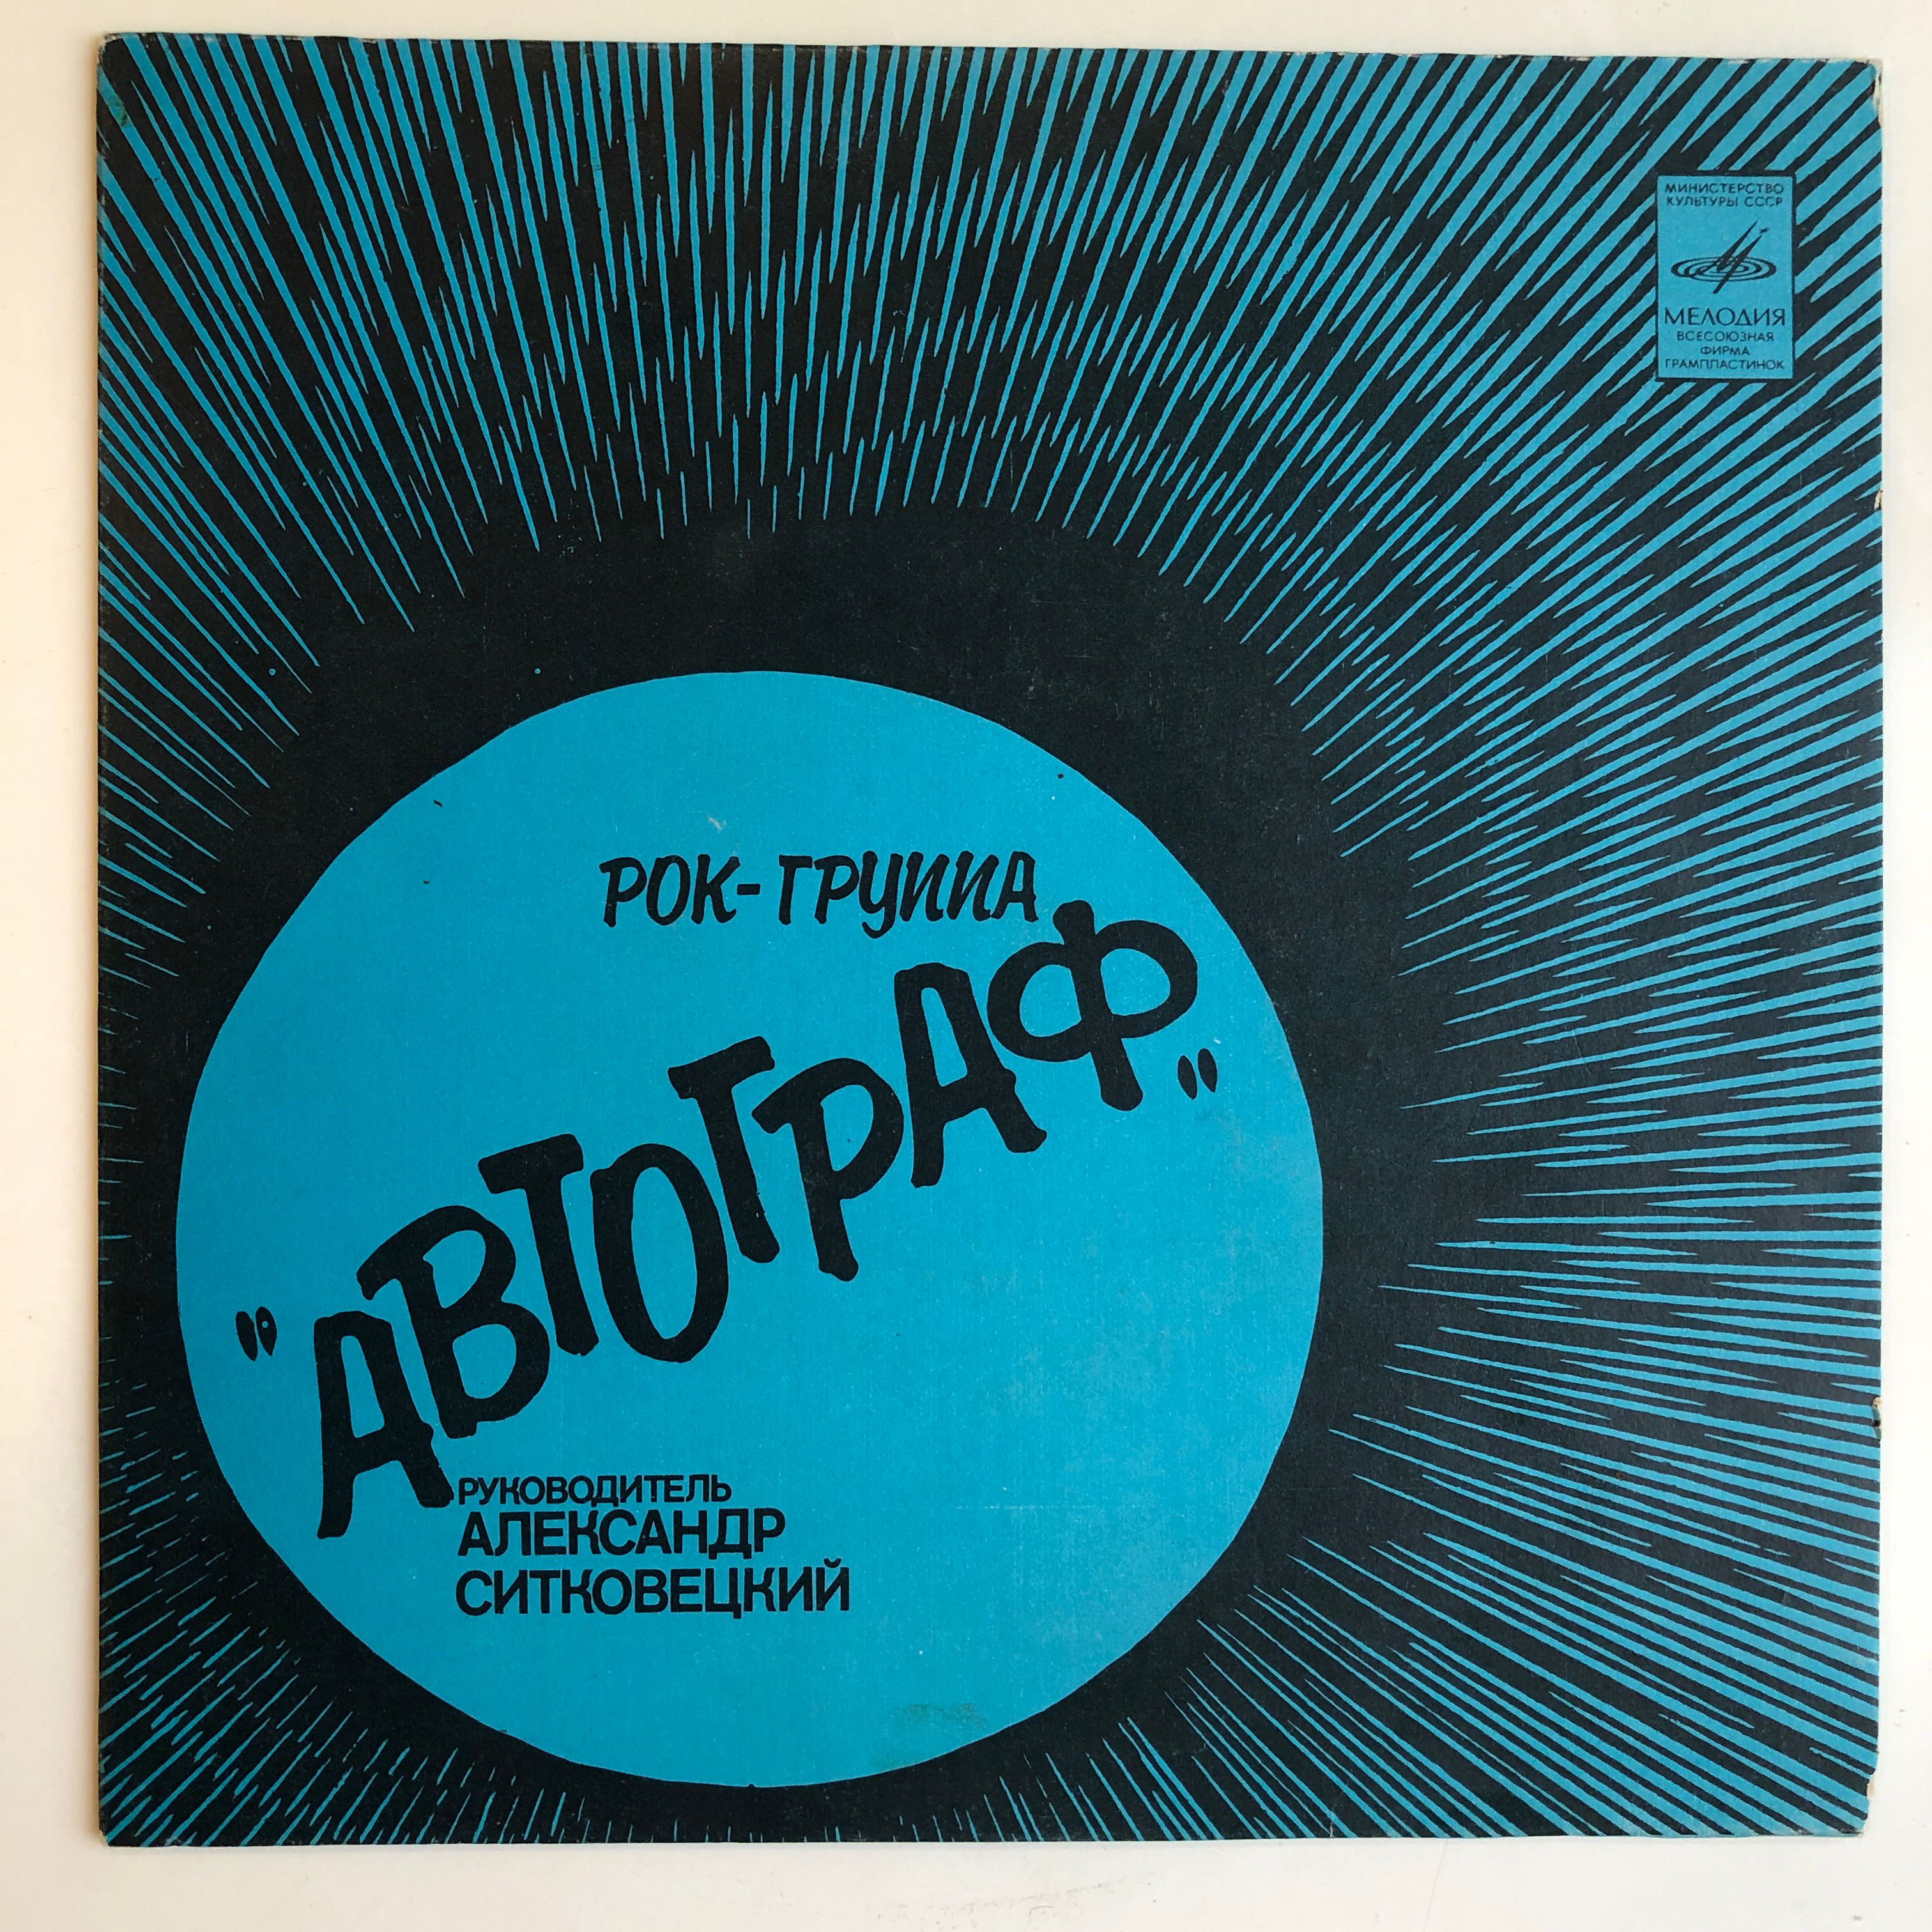 МИНИСТЕРСТВО
КУЛЬТУРЫ СССР
МЕЛОДИЯ
ВСЕСОЮЗНАЯ
ФИРМА
ГРАМПЛАСТИНОК
РОК-ГРУППА
"АВТОГРАФ"
РУКОВОДИТЕЛЬ
АЛЕКСАНДР
СИТКОВЕЦКИЙ